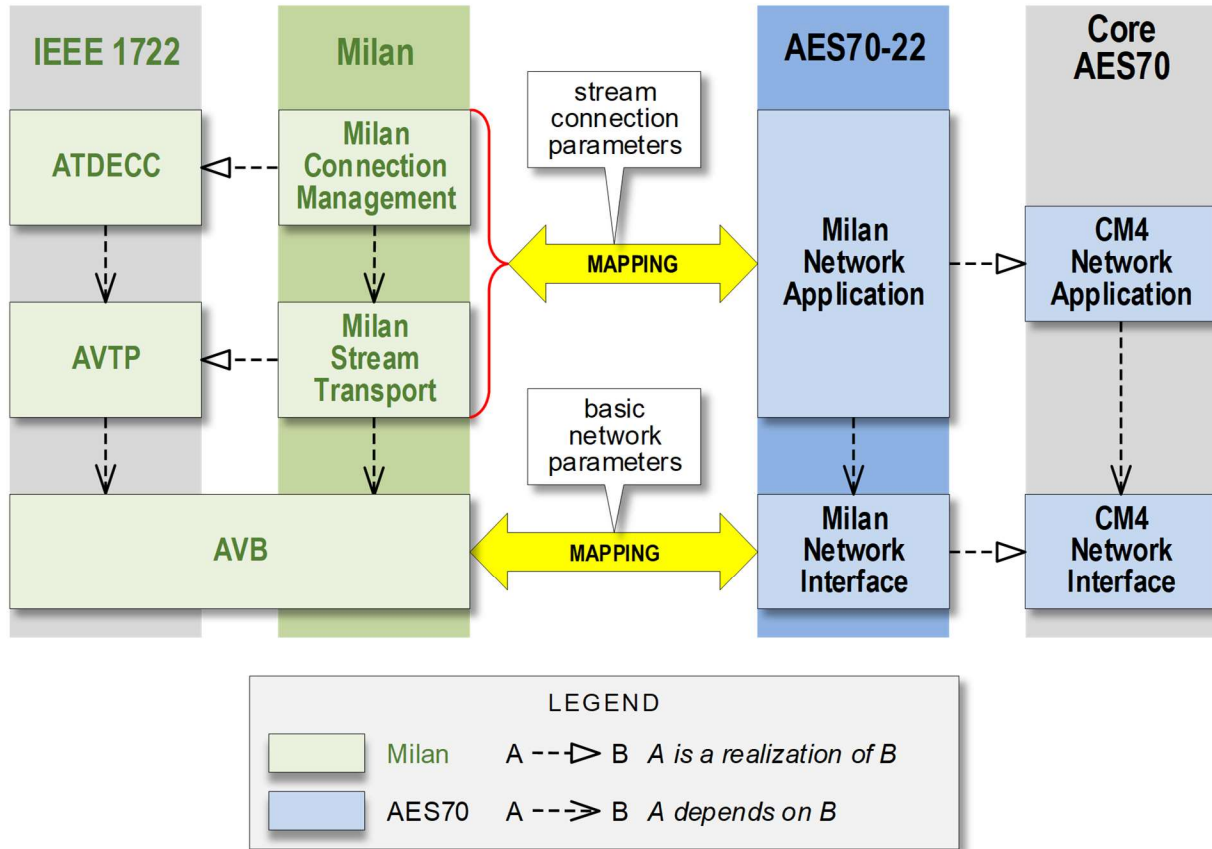 IEEE 1722
Milan
AES70-22
Core
AES70
stream
connection
parameters
ATDECC
Milan
Connection
Management
MAPPING
Milan
Network
Application
CM4
Network
Application
AVTP
Milan
Stream
Transport
basic
network
parameters
AVB
MAPPING
Milan
Network
Interface
CM4
Network
Interface
LEGEND
Milan A B A is a realization of B
AES70 A B A depends on B